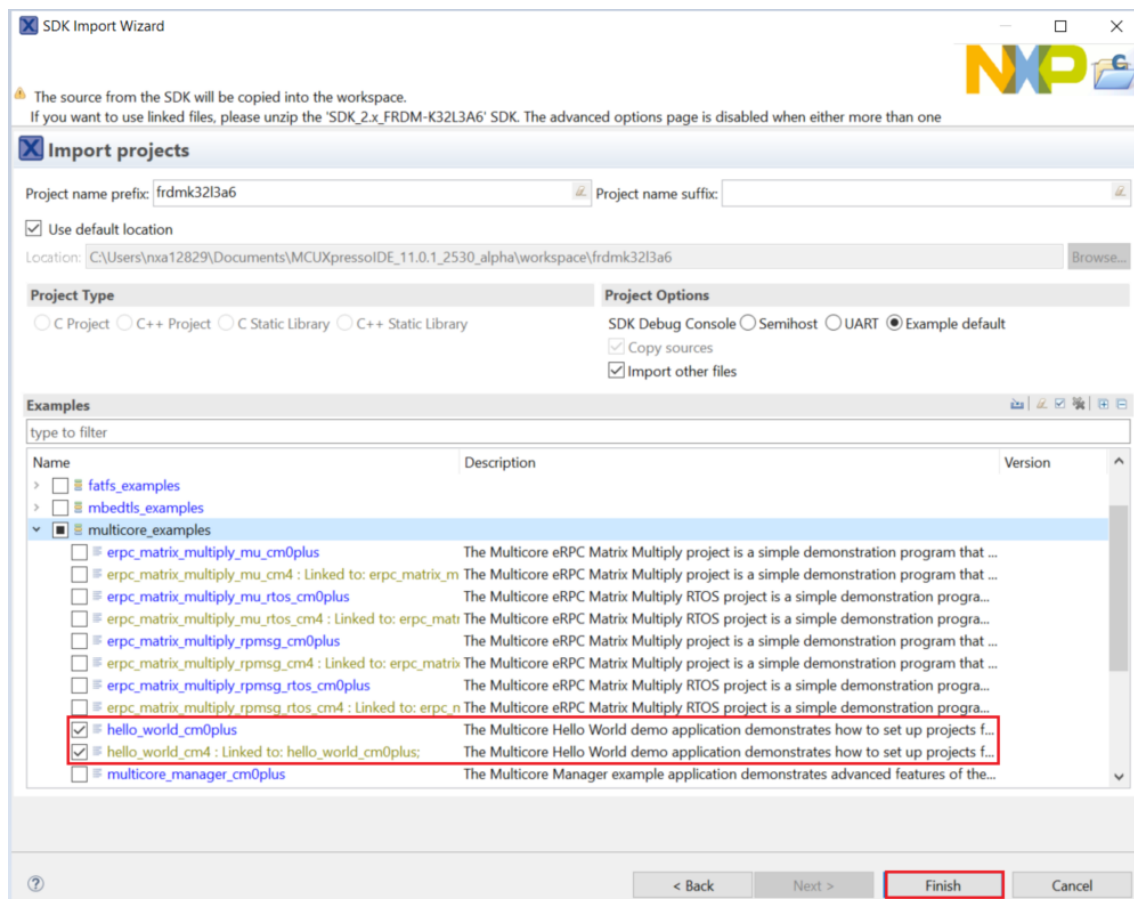 SDK Import Wizard
NXP
The source from the SDK will be copied into the workspace.
If you want to use linked files, please unzip the 'SDK_2.x_FRDM-K32L3A6' SDK. The advanced options page is disabled when either more than one
Import projects
Project name prefix: frdmk32l3a6 Project name suffix:
Use default location
Location: C:\Users\nxa12829\Documents\MCUXpressoIDE_11.0.1_2530_alpha\workspace\frdmk32l3a6 Browse...
Project Type Project Options
C Project C++ Project C Static Library C++ Static Library SDK Debug Console Semihost UART Example default
Copy sources
Import other files
Examples
type to filter
Name Description Version
fatfs_examples
mbedtls_examples
multicore_examples
erpc_matrix_multiply_mu_cm0plus The Multicore eRPC Matrix Multiply project is a simple demonstration program that ...
erpc_matrix_multiply_mu_cm4 : Linked to: erpc_matrix_m The Multicore eRPC Matrix Multiply project is a simple demonstration program that ...
erpc_matrix_multiply_mu_rtos_cm0plus The Multicore eRPC Matrix Multiply RTOS project is a simple demonstration progra...
erpc_matrix_multiply_mu_rtos_cm4 : Linked to: erpc_matr The Multicore eRPC Matrix Multiply RTOS project is a simple demonstration progra...
erpc_matrix_multiply_rpmsg_cm0plus The Multicore eRPC Matrix Multiply project is a simple demonstration program that ...
erpc_matrix_multiply_rpmsg_cm4 : Linked to: erpc_matrix The Multicore eRPC Matrix Multiply project is a simple demonstration program that ...
erpc_matrix_multiply_rpmsg_rtos_cm0plus The Multicore eRPC Matrix Multiply RTOS project is a simple demonstration progra...
erpc_matrix_multiply_rpmsg_rtos_cm4 : Linked to: erpc_n The Multicore eRPC Matrix Multiply RTOS project is a simple demonstration progra...
hello_world_cm0plus The Multicore Hello World demo application demonstrates how to set up projects f...
hello_world_cm4 : Linked to: hello_world_cm0plus; The Multicore Hello World demo application demonstrates how to set up projects f...
multicore_manager_cm0plus The Multicore Manager example application demonstrates advanced features of the...
< Back Next > Finish Cancel